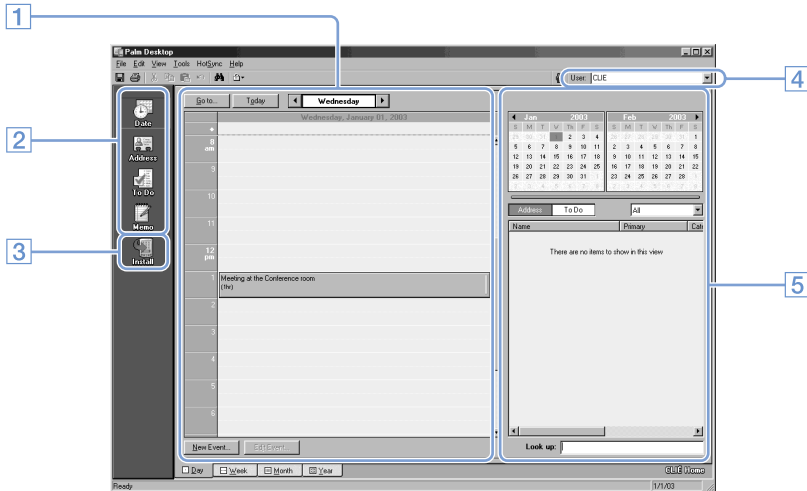 1
Palm Desktop
File Edit View Tools HotSync Help
User: CLIE
4
2
Date
Address
To Do
Memo
3
Install
Go to... Today Wednesday
Wednesday, January 01, 2003
8 am
9
10
11
12 pm
1 Meeting at the Conference room
(1hr)
2
3
4
5
6
New Event... Edit Event...
Day Week Month Year
Jan 2003
S M T W Th F S
29 30 31 1 2 3 4
5 6 7 8 9 10 11
12 13 14 15 16 17 18
19 20 21 22 23 24 25
26 27 28 29 30 31 1
2 3 4 5 6 7 8
Feb 2003
S M T W Th F S
26 27 28 29 30 31 1
2 3 4 5 6 7 8
9 10 11 12 13 14 15
16 17 18 19 20 21 22
23 24 25 26 27 28 1
Address To Do All
Name Primary Cat
There are no items to show in this view
5
Look up:
CLIÉ Home
Ready 1/1/03